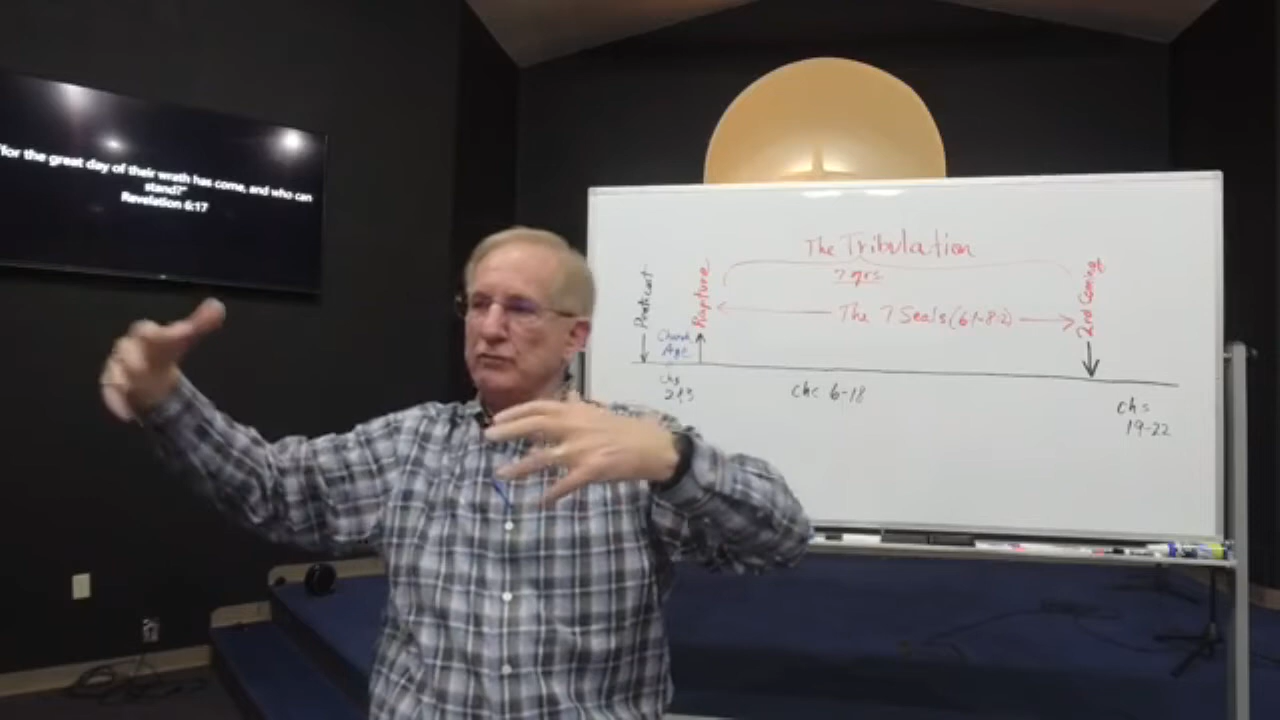 "for the great day of their wrath has come, and who can
stand?"
Revelation 6:17
The Tribulation
7 yrs.
Pentecost
Rapture
The 7 Seals (6:1-8:2)
2nd Coming
Church
Age
chs
2&3
chs 6-18
chs
19-22